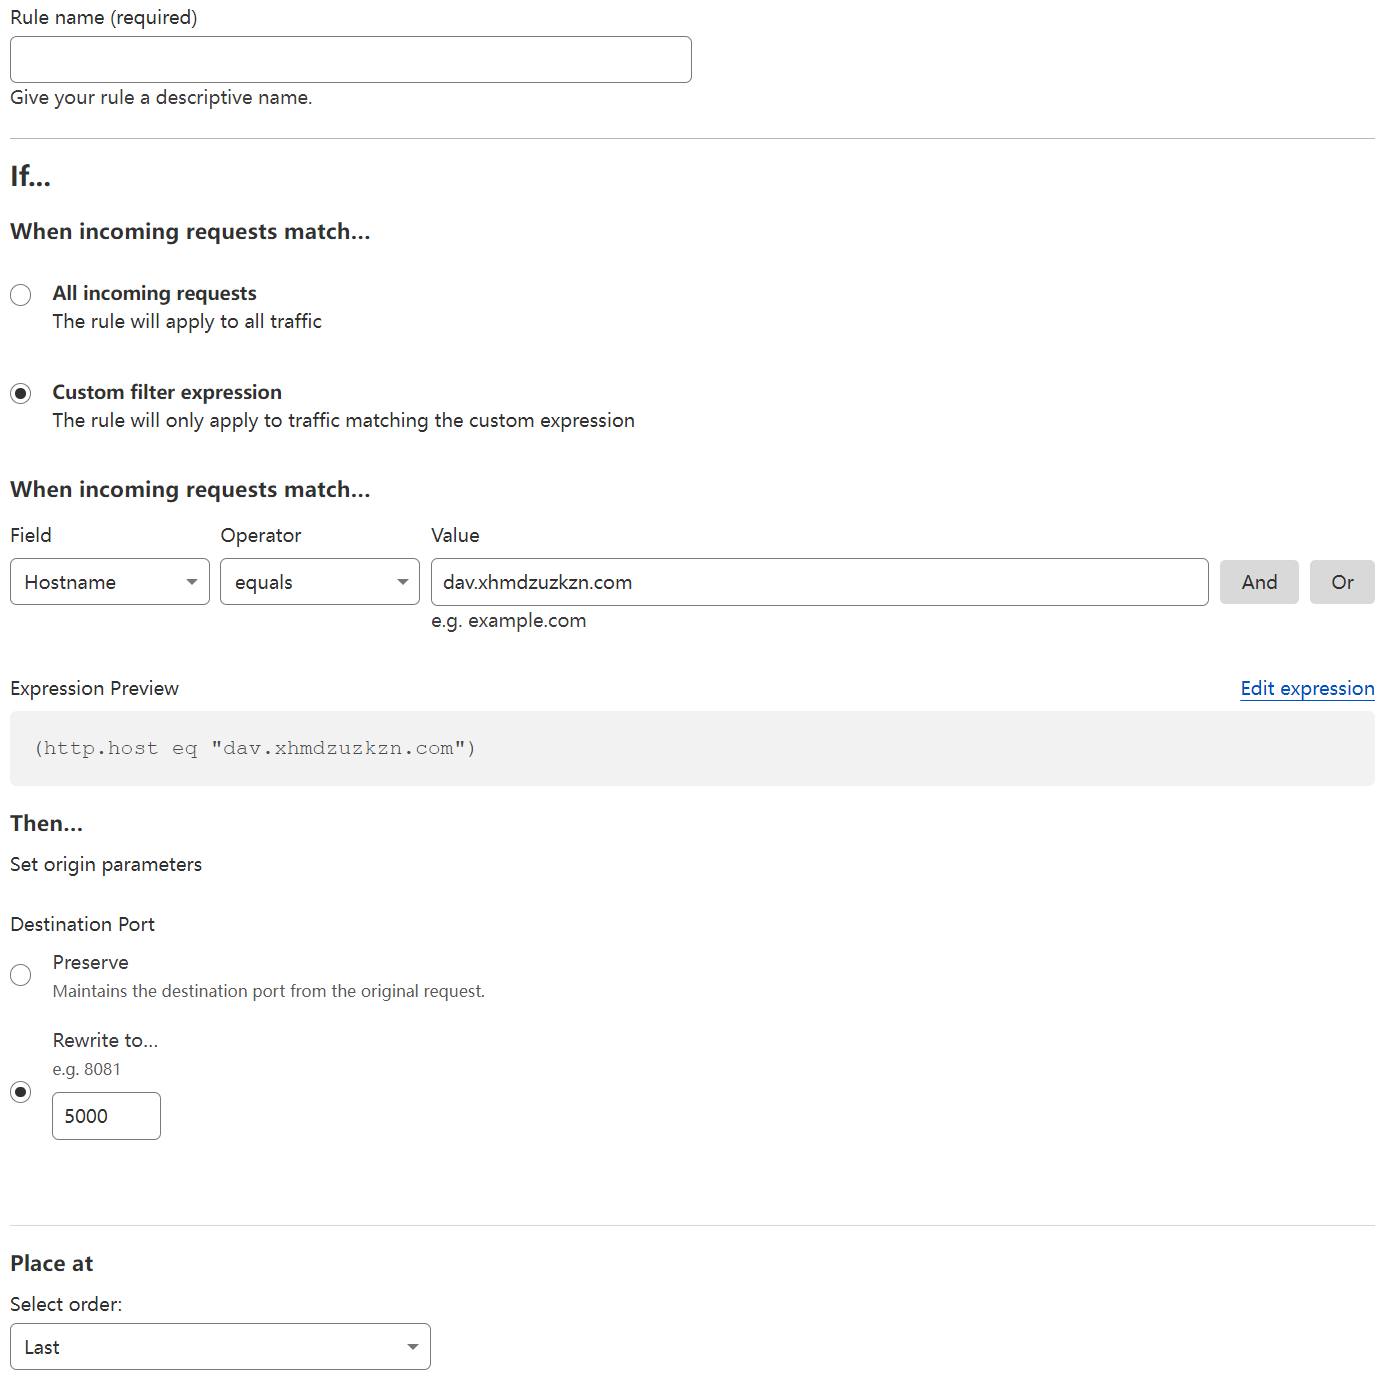 Rule name (required)
Give your rule a descriptive name.
If...
When incoming requests match...
All incoming requests
The rule will apply to all traffic
Custom filter expression
The rule will only apply to traffic matching the custom expression
When incoming requests match...
Field Operator Value
Hostname equals dav.xhmdzuzkzn.com And Or
e.g. example.com
Expression Preview Edit expression
(http.host eq "dav.xhmdzuzkzn.com")
Then...
Set origin parameters
Destination Port
Preserve
Maintains the destination port from the original request.
Rewrite to...
e.g. 8081
5000
Place at
Select order:
Last